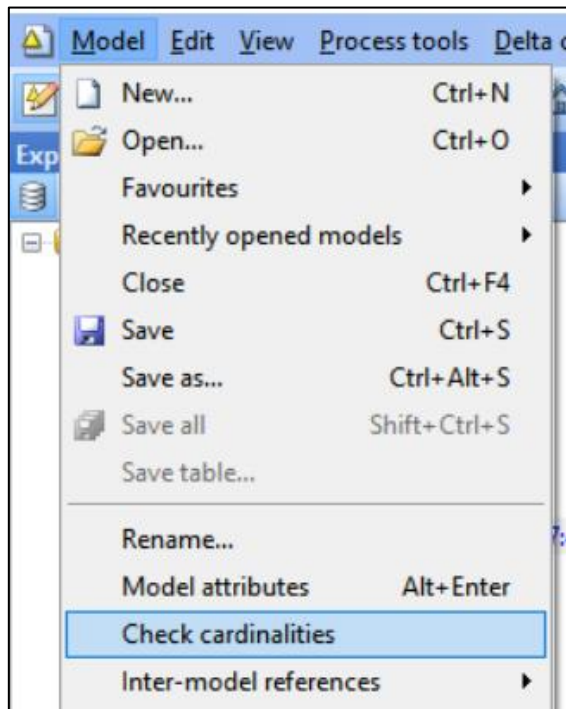 Model Edit View Process tools Delta
Exp
New... Ctrl+N
Open... Ctrl+O
Favourites
Recently opened models
Close Ctrl+F4
Save Ctrl+S
Save as... Ctrl+Alt+S
Save all Shift+Ctrl+S
Save table...
Rename...
Model attributes Alt+Enter
Check cardinalities
Inter-model references